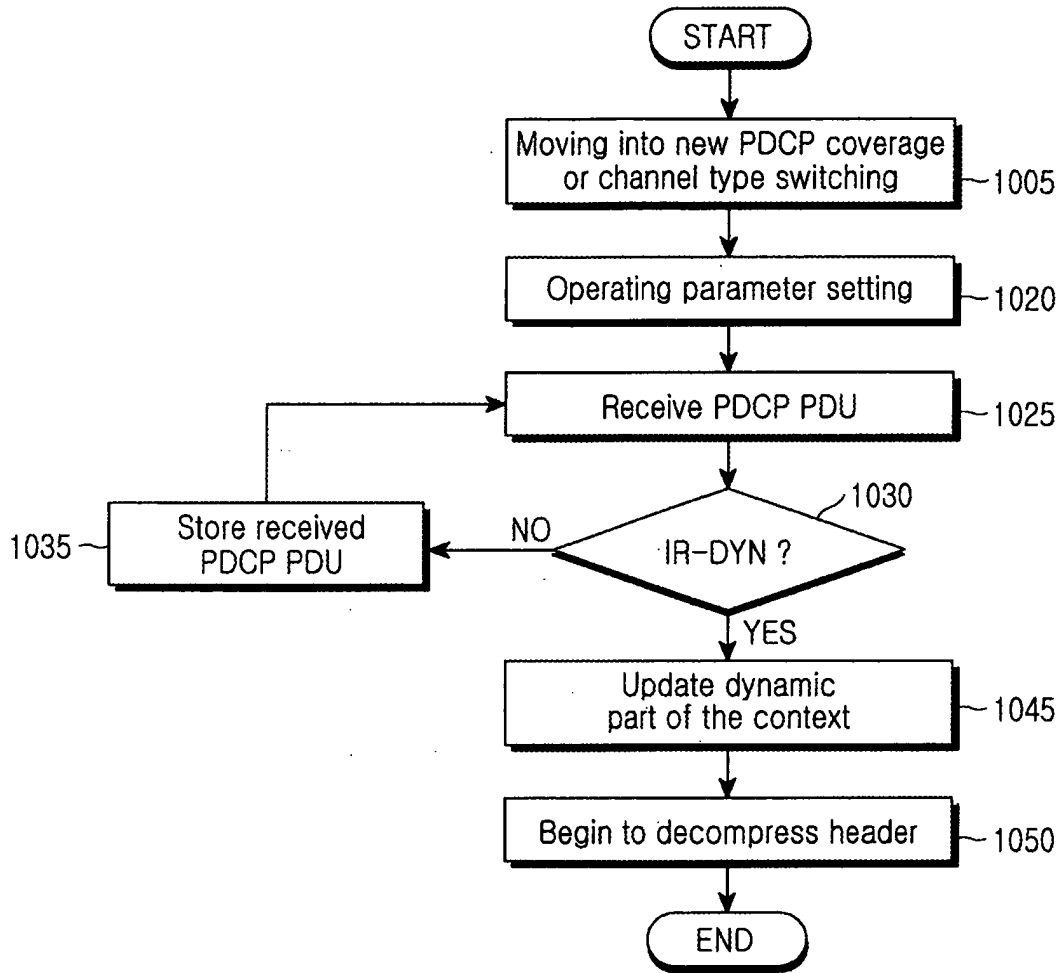 START
Moving into new PDCP coverage
or channel type switching
1005
Operating parameter setting
1020
Receive PDCP PDU
1025
1030
IR-DYN ?
NO
Store received
PDCP PDU
1035
YES
Update dynamic
part of the context
1045
Begin to decompress header
1050
END